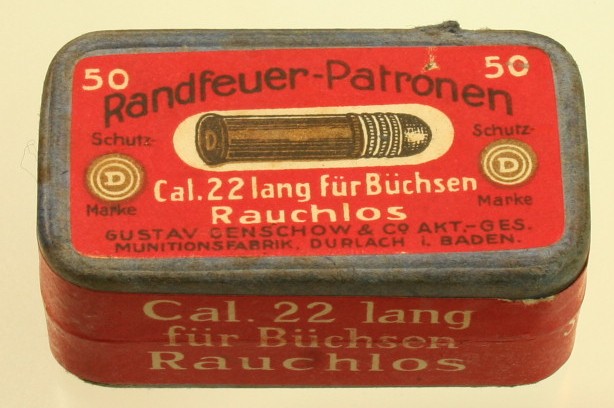 50 50
Randfeuer-Patronen
Schutz- Schutz-
D D D
Marke Marke
Cal. 22 lang für Büchsen
Rauchlos
GUSTAV GENSCHOW & Co AKT.-GES.
MUNITIONSFABRIK, DURLACH i. BADEN.
Cal. 22 lang
für Büchsen
Rauchlos